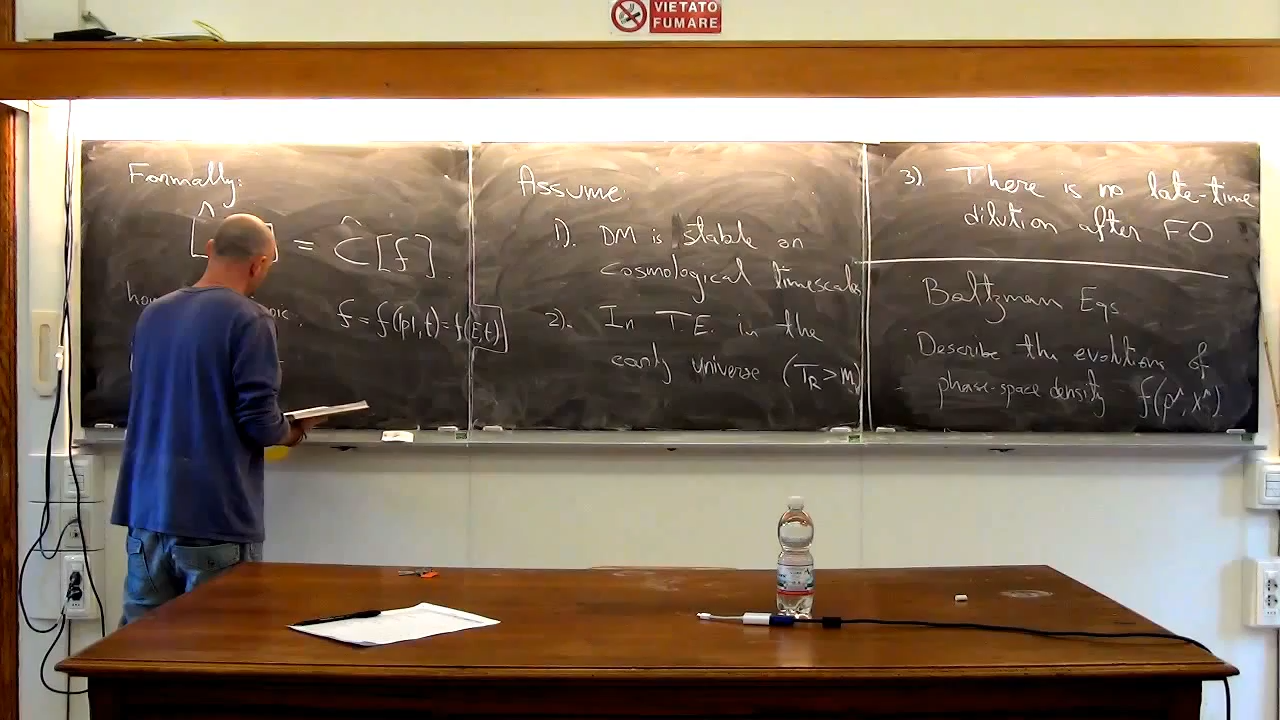 VIETATO
FUMARE
Formally:
= Ĉ[f].
f = f(|p|,t) = f(E,t)
Assume:
1). DM is stable on
cosmological timescales
2). In T.E. in the
early universe (T_R > M
3). There is no late-time
dilution after FO.
Boltzman Eqs
Describe the evolutions of
phase-space density f(p^μ, x^μ)